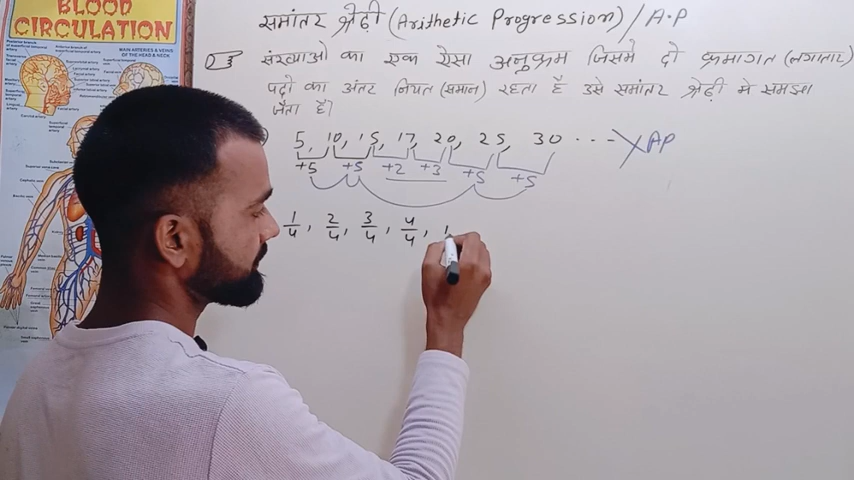 BLOOD
CIRCULATION
समांतर श्रेढ़ी (Arithetic Progression) / A.P
संख्याओ का एक ऐसा अनुक्रम जिसमे दो क्रमागत (लगातार)
पदो का अंतर नियत (समान) रहता है उसे समांतर श्रेढ़ी मे समझा
जैता है।
5, 10, 15, 17, 20, 25, 30 ... AP
+5 +5 +2 +3 +5 +5
1/4, 2/4, 3/4, 4/4, 1